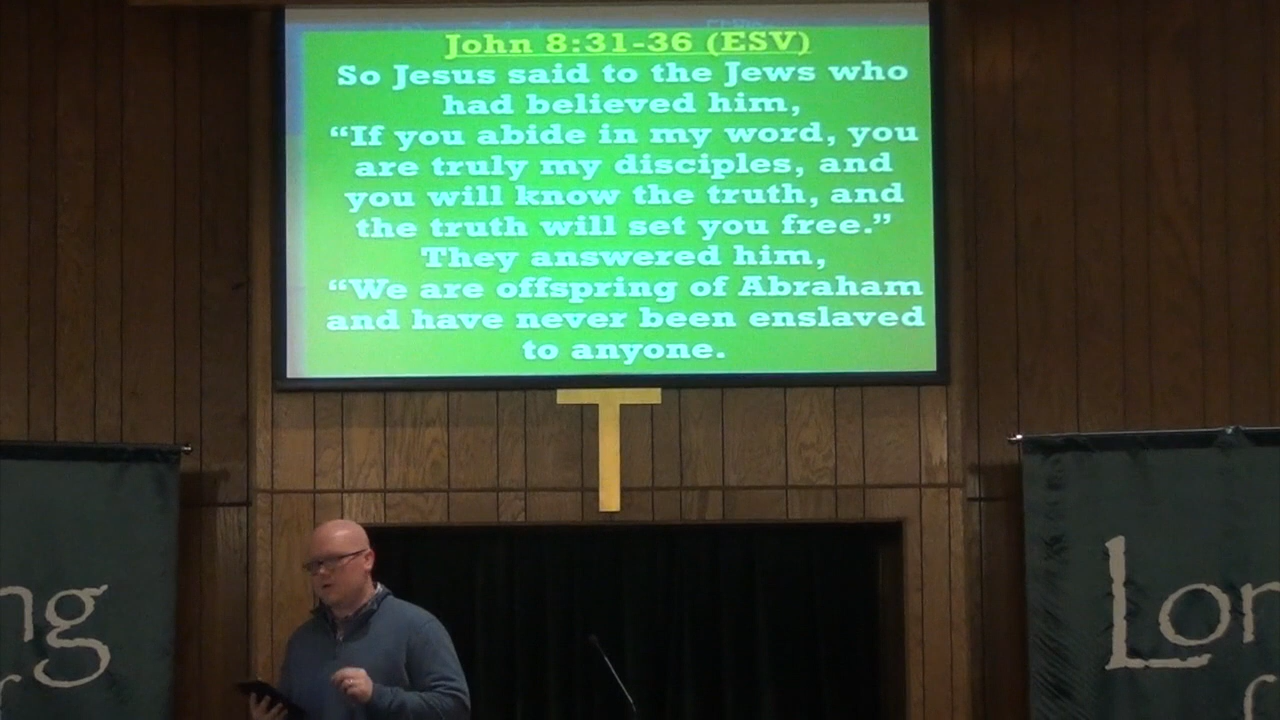 John 8:31-36 (ESV)
So Jesus said to the Jews who
had believed him,
“If you abide in my word, you
are truly my disciples, and
you will know the truth, and
the truth will set you free.”
They answered him,
“We are offspring of Abraham
and have never been enslaved
to anyone.
ng
Lon